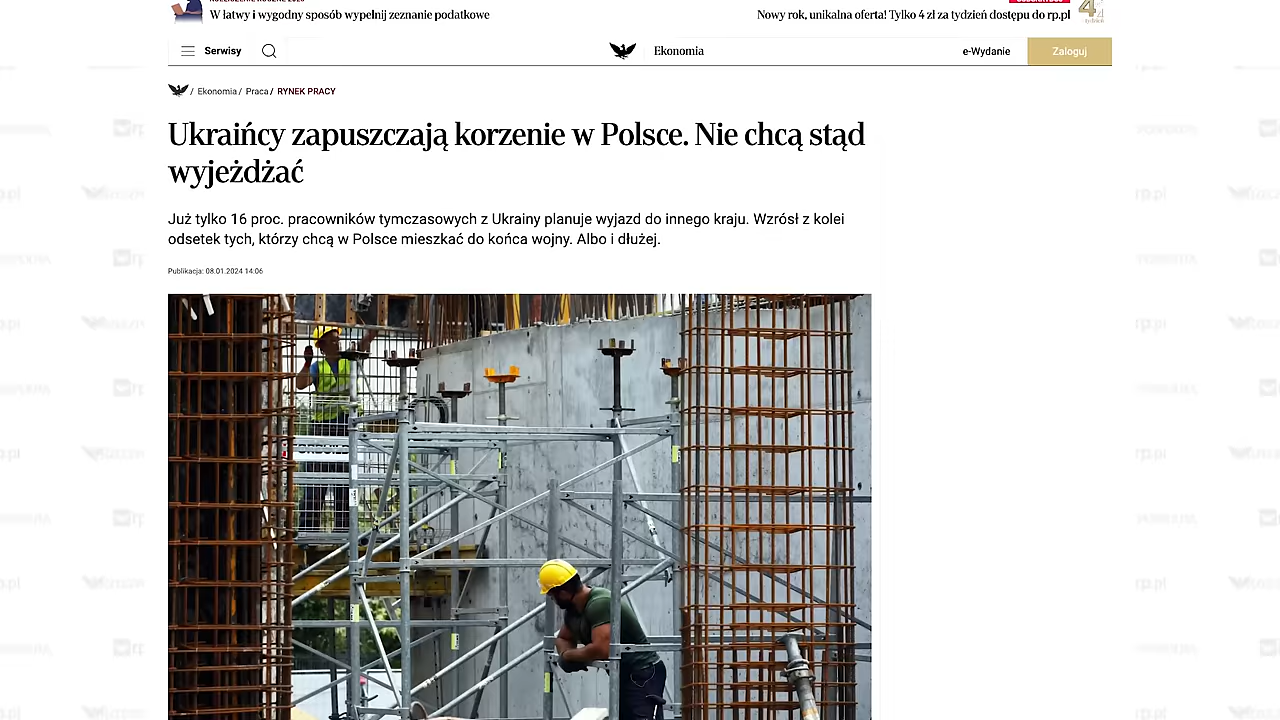 W łatwy i wygodny sposób wypełnij zeznanie podatkowe
Nowy rok, unikalna oferta! Tylko 4 zł za tydzień dostępu do rp.pl
4
Serwisy
Ekonomia
e-Wydanie
Zaloguj
/ Ekonomia / Praca / RYNEK PRACY
Ukraińcy zapuszczają korzenie w Polsce. Nie chcą stąd
wyjeżdżać
Już tylko 16 proc. pracowników tymczasowych z Ukrainy planuje wyjazd do innego kraju. Wzrósł z kolei
odsetek tych, którzy chcą w Polsce mieszkać do końca wojny. Albo i dłużej.
Publikacja: 08.01.2024 14:06